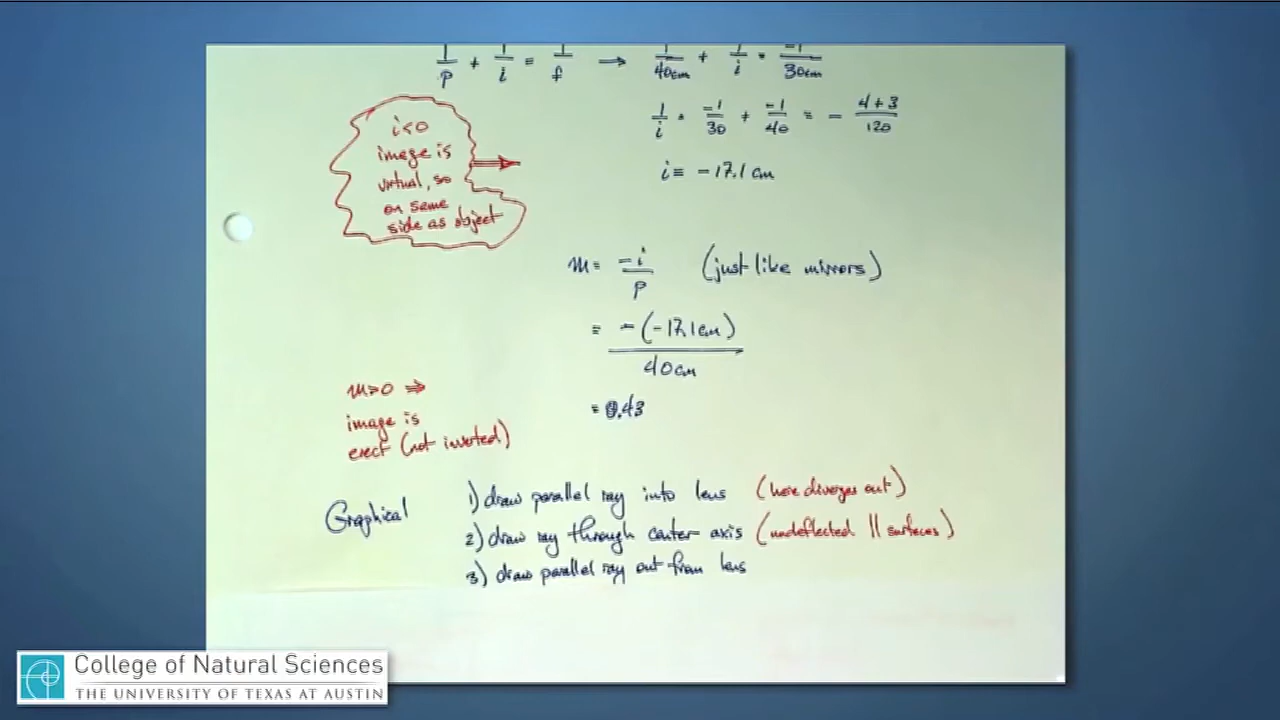 1/p + 1/i = 1/f → 1/40cm + 1/i = -1/30cm
1/i = -1/30 + -1/40 = - 4+3/120
i = -17.1 cm
i<0
image is
virtual, so
on same
side as object
m = -i/p (just like mirrors)
= -(-17.1cm)/40cm
= 0.43
m>0 ⇒
image is
erect (not inverted)
Graphical
1) draw parallel ray into lens (here diverges out)
2) draw ray through center axis (undeflected || surfaces)
3) draw parallel ray out from lens
College of Natural Sciences
THE UNIVERSITY OF TEXAS AT AUSTIN